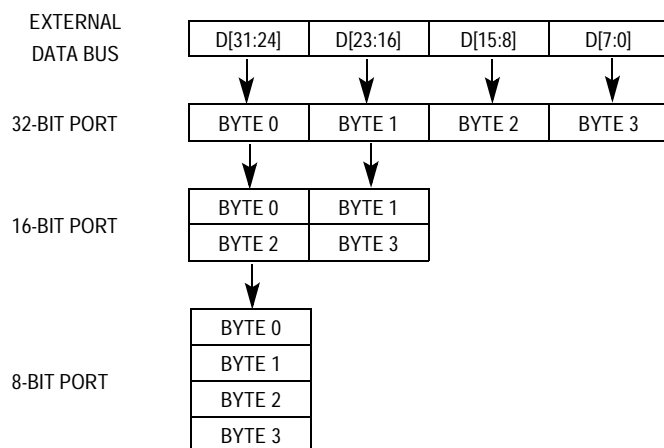 EXTERNAL
DATA BUS
D[31:24] D[23:16] D[15:8] D[7:0]
32-BIT PORT BYTE 0 BYTE 1 BYTE 2 BYTE 3
16-BIT PORT
BYTE 0 BYTE 1
BYTE 2 BYTE 3
8-BIT PORT
BYTE 0
BYTE 1
BYTE 2
BYTE 3